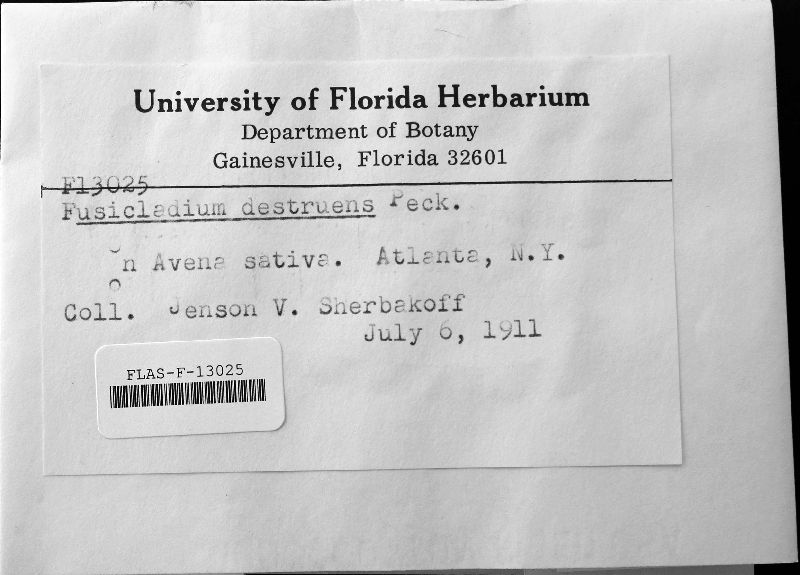 University of Florida Herbarium
Department of Botany
Gainesville, Florida 32601
F13025
Fusicladium destruens Peck.
On Avena sativa. Atlanta, N.Y.
Coll. Jenson V. Sherbakoff
July 6, 1911
FLAS-F-13025